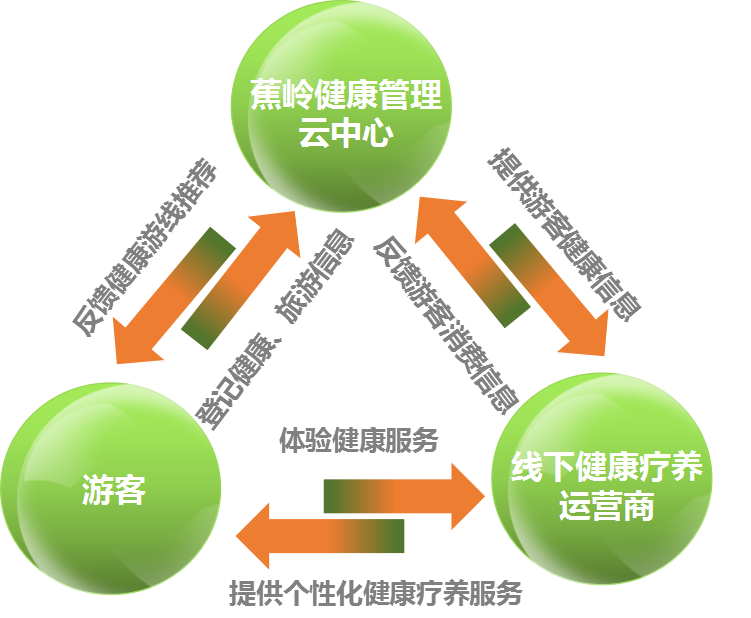 蕉岭健康管理
云中心
反馈健康游线推荐
登记健康、旅游信息
提供游客健康信息
反馈游客消费信息
游客
体验健康服务
提供个性化健康疗养服务
线下健康疗养
运营商